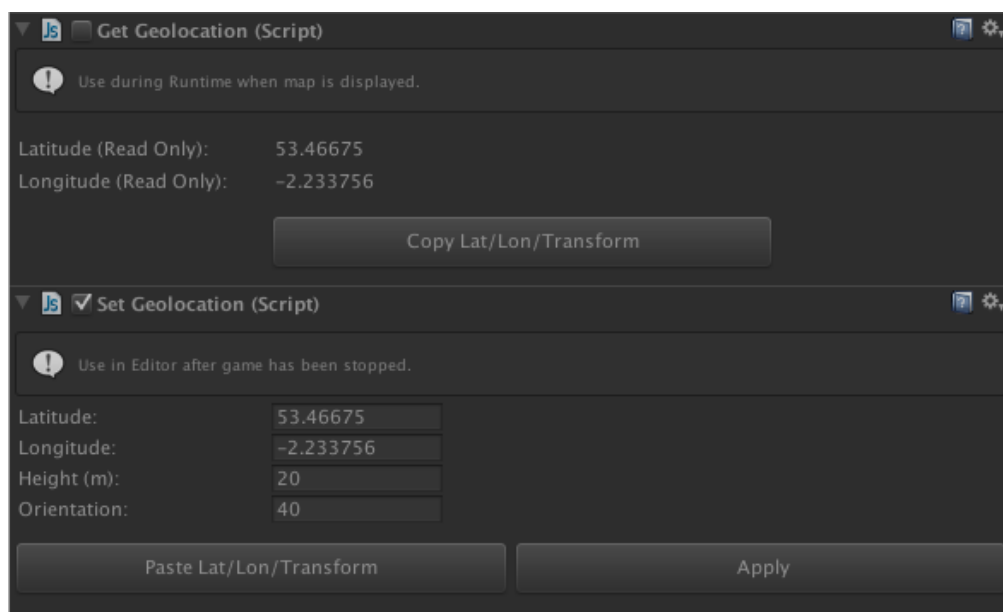 Get Geolocation (Script)
Use during Runtime when map is displayed.
Latitude (Read Only): 53.46675
Longitude (Read Only): -2.233756
Copy Lat/Lon/Transform
Set Geolocation (Script)
Use in Editor after game has been stopped.
Latitude: 53.46675
Longitude: -2.233756
Height (m): 20
Orientation: 40
Paste Lat/Lon/Transform Apply